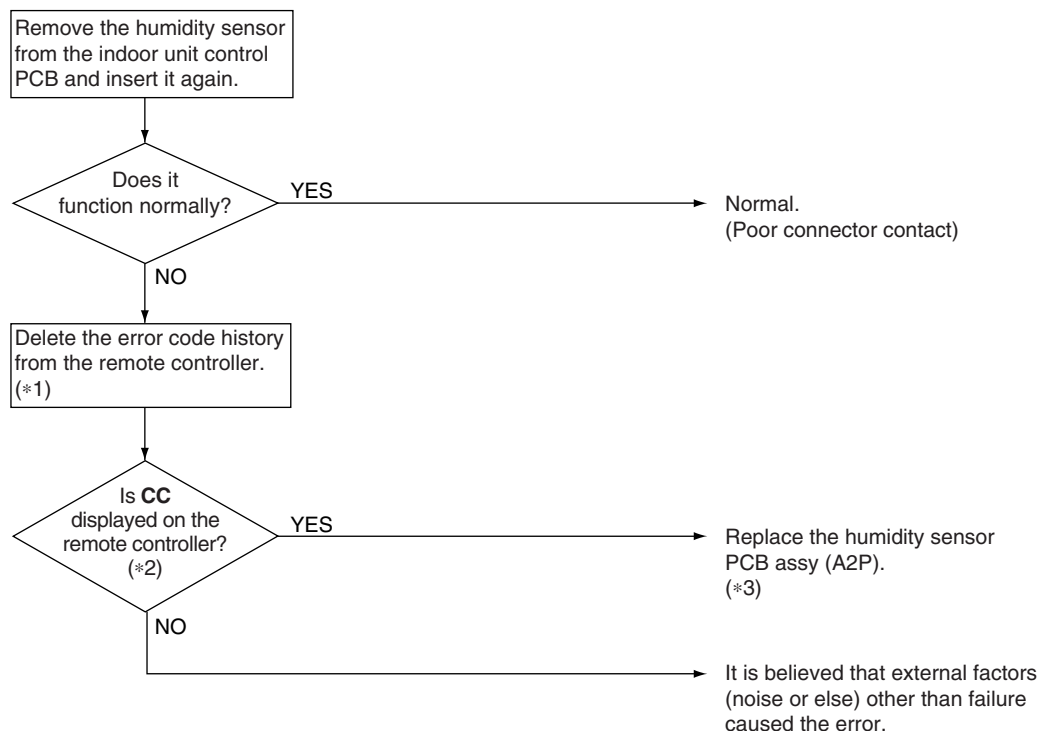 Remove the humidity sensor
from the indoor unit control
PCB and insert it again.
Does it
function normally?
YES
Normal.
(Poor connector contact)
NO
Delete the error code history
from the remote controller.
(*1)
Is CC
displayed on the
remote controller?
(*2)
YES
Replace the humidity sensor
PCB assy (A2P).
(*3)
NO
It is believed that external factors
(noise or else) other than failure
caused the error.